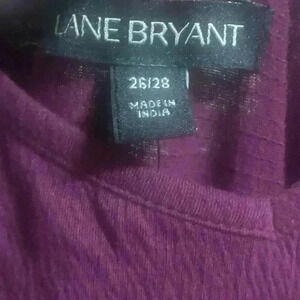 LANE BRYANT
26/28
MADE IN
INDIA